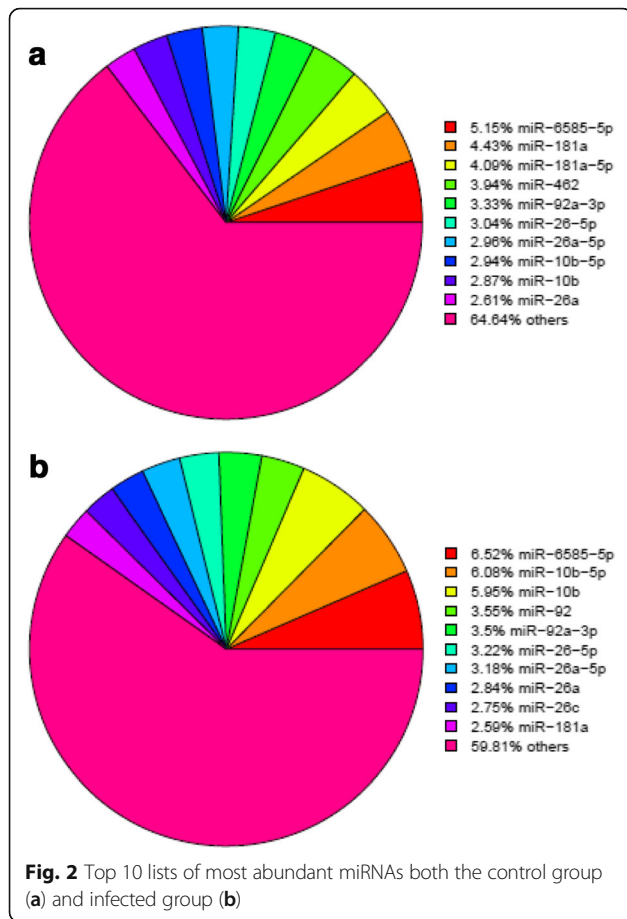 a
5.15% miR-6585-5p
4.43% miR-181a
4.09% miR-181a-5p
3.94% miR-462
3.33% miR-92a-3p
3.04% miR-26-5p
2.96% miR-26a-5p
2.94% miR-10b-5p
2.87% miR-10b
2.61% miR-26a
64.64% others
b
6.52% miR-6585-5p
6.08% miR-10b-5p
5.95% miR-10b
3.55% miR-92
3.5% miR-92a-3p
3.22% miR-26-5p
3.18% miR-26a-5p
2.84% miR-26a
2.75% miR-26c
2.59% miR-181a
59.81% others
Fig. 2 Top 10 lists of most abundant miRNAs both the control group
(a) and infected group (b)